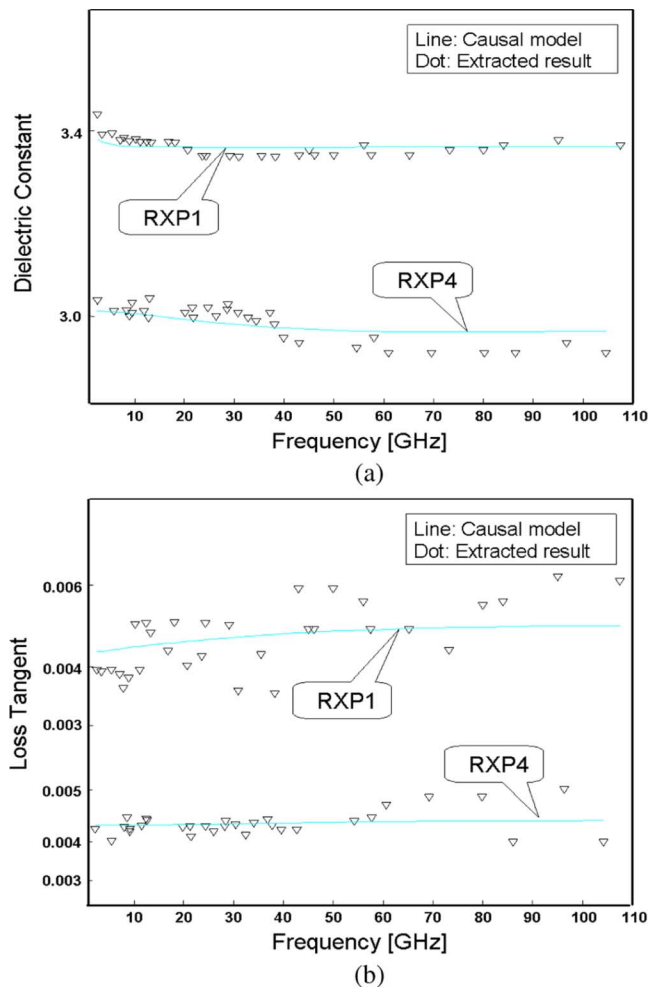 Line: Causal model
Dot: Extracted result
3.4
RXP1
Dielectric Constant
RXP4
3.0
10 20 30 40 50 60 70 80 90 100 110
Frequency [GHz]
(a)
Line: Causal model
Dot: Extracted result
0.006
0.004
RXP1
0.003
Loss Tangent
RXP4
0.005
0.004
0.003
10 20 30 40 50 60 70 80 90 100 110
Frequency [GHz]
(b)